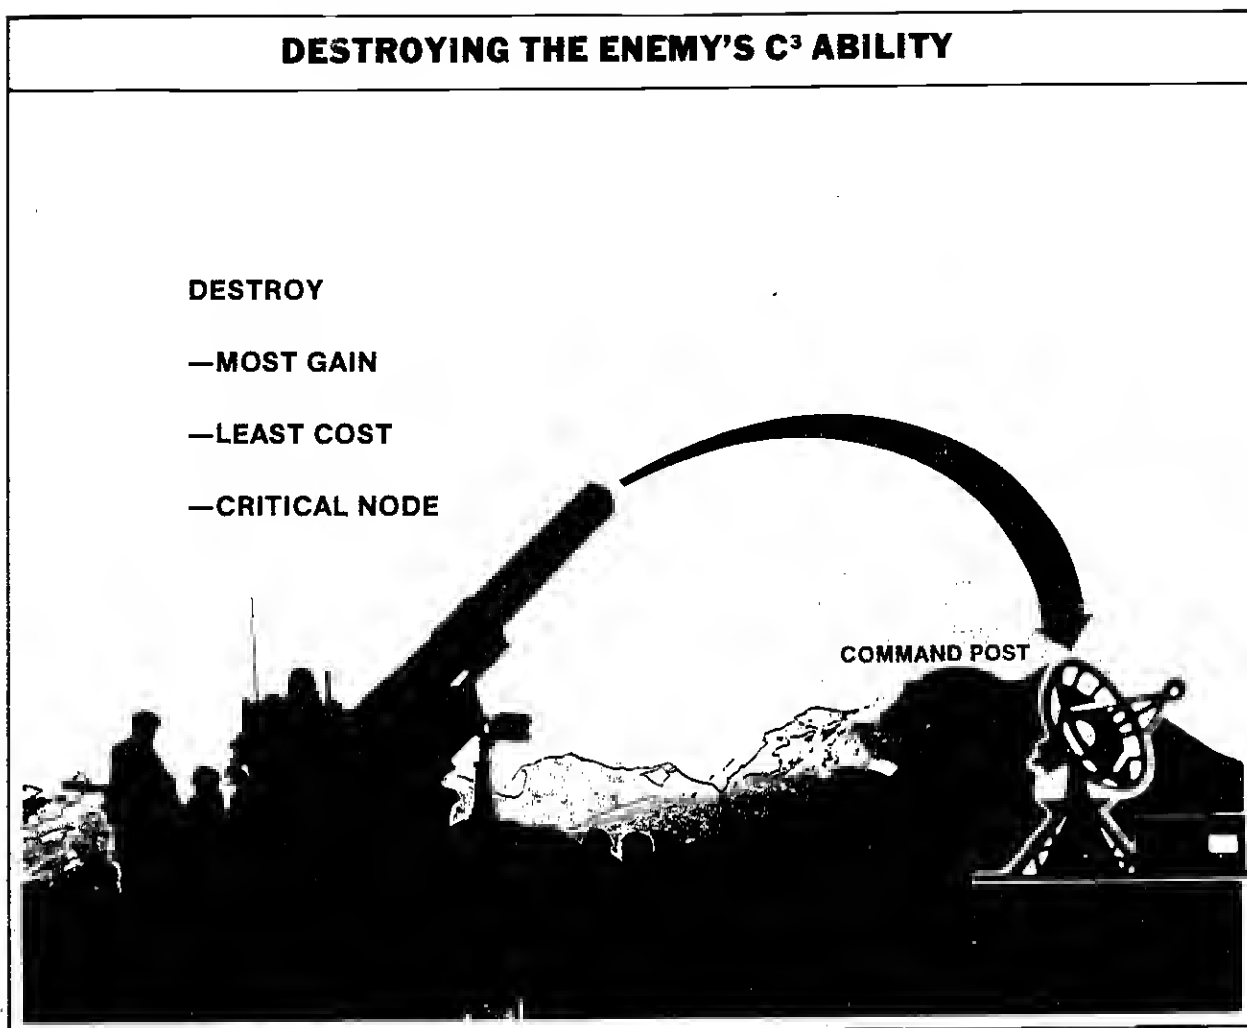 DESTROYING THE ENEMY'S C³ ABILITY
DESTROY
—MOST GAIN
—LEAST COST
—CRITICAL NODE
COMMAND POST